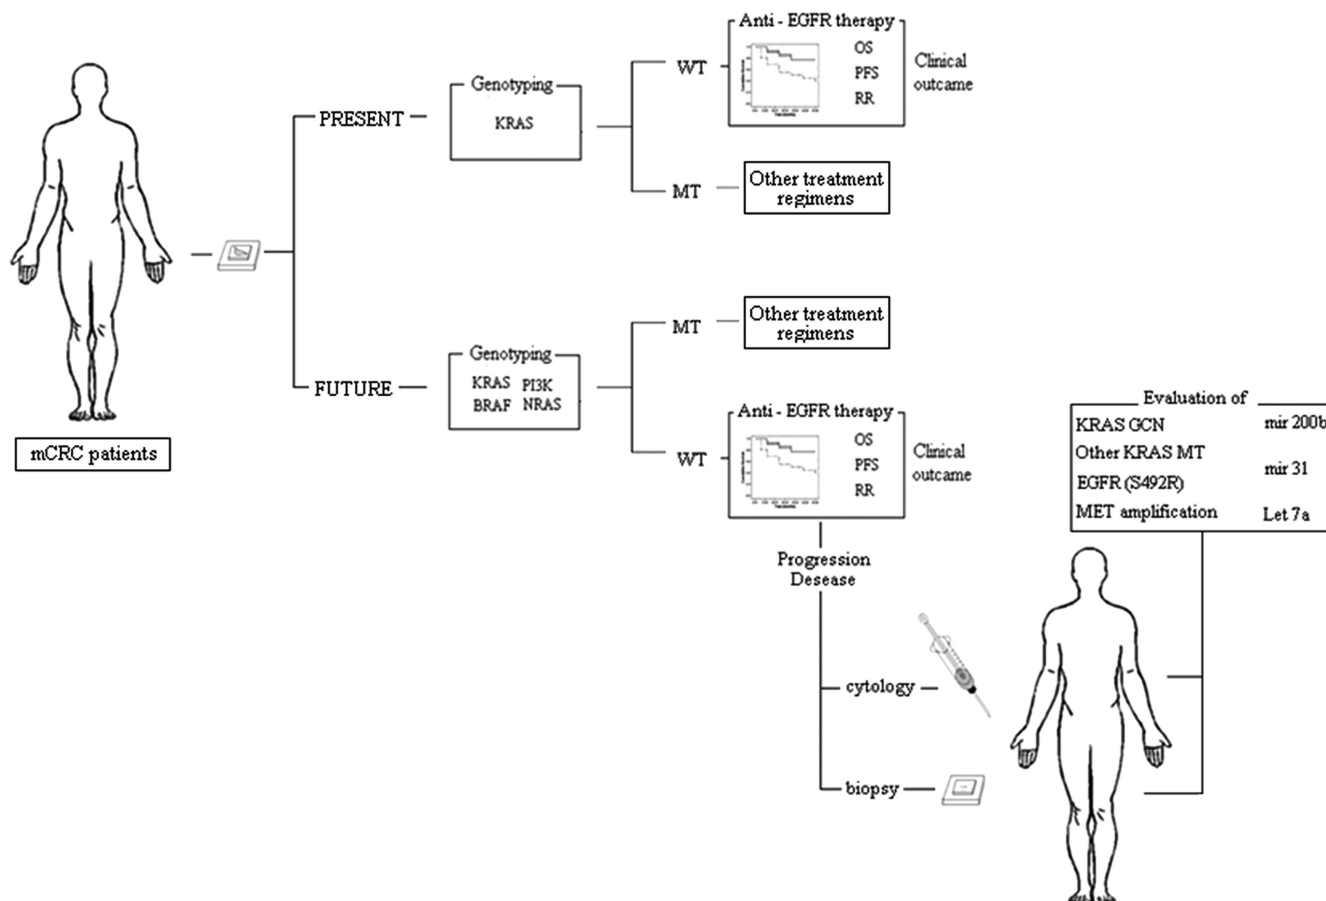 Anti - EGFR therapy
OS
PFS
RR
Clinical
outcame
WT
Genotyping
KRAS
PRESENT
MT
Other treatment
regimens
mCRC patients
FUTURE
Genotyping
KRAS PI3K
BRAF NRAS
MT
Other treatment
regimens
WT
Anti - EGFR therapy
OS
PFS
RR
Clinical
outcame
Progression
Desease
cytology
biopsy
Evaluation of
KRAS GCN
mir 200b
Other KRAS MT
mir 31
EGFR (S492R)
MET amplification
Let 7a